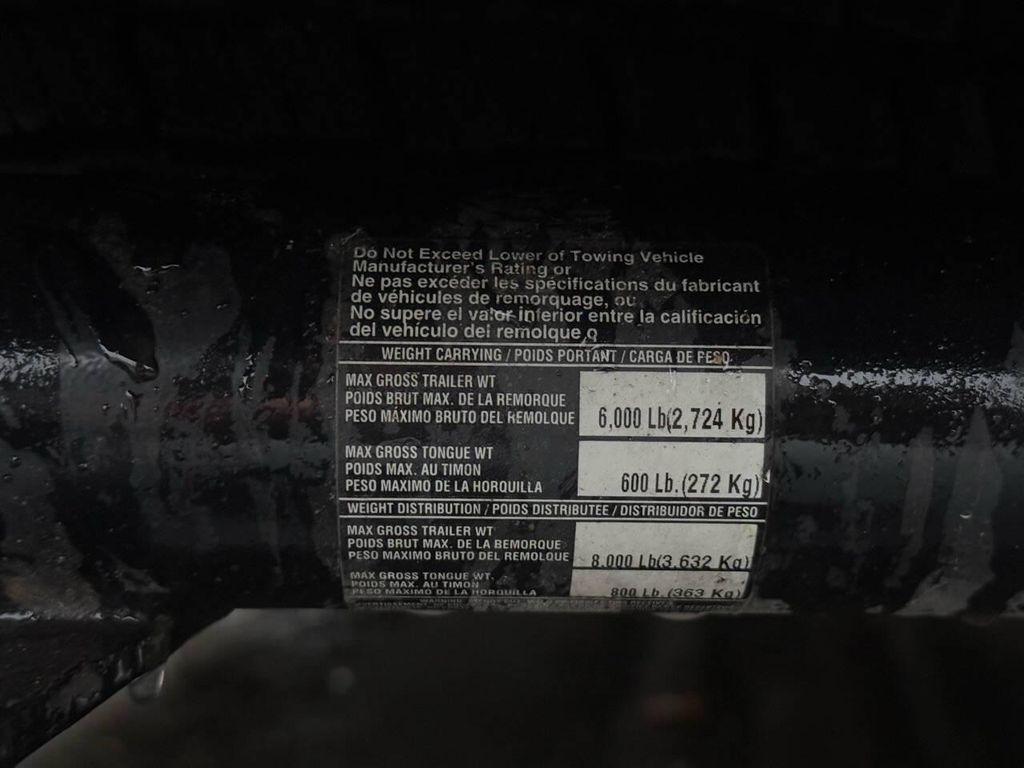 Do Not Exceed Lower of Towing Vehicle
Manufacturer's Rating or
Ne pas excéder les spécifications du fabricant
de véhicules de remorquage, ou
No supere el valor inferior entre la calificación
del vehículo del remolque o
WEIGHT CARRYING / POIDS PORTANT / CARGA DE PESO
MAX GROSS TRAILER WT
POIDS BRUT MAX. DE LA REMORQUE
PESO MÁXIMO BRUTO DEL REMOLQUE
6,000 Lb(2,724 Kg)
MAX GROSS TONGUE WT
POIDS MAX. AU TIMON
PESO MAXIMO DE LA HORQUILLA
600 Lb.(272 Kg)
WEIGHT DISTRIBUTION / POIDS DISTRIBUTEE / DISTRIBUIDOR DE PESO
MAX GROSS TRAILER WT
POIDS BRUT MAX. DE LA BEMORQUE
PESO MAXIMO BRUTO DEL REMOLQUE
8,000 Lb(3,632 Kg)
MAX GROSS TONGUE WT.
POIDS MAX. AU TIMON
PESO MAXIMO DE LA HORQUILLA
800 Lb. (363 Kg)